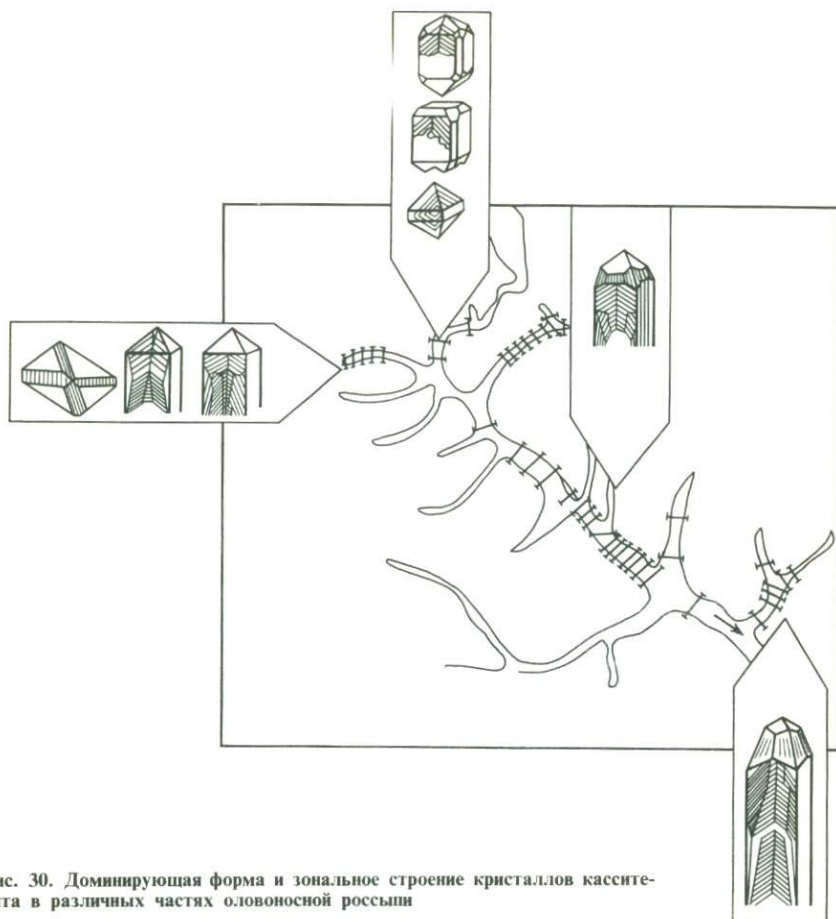 ис. 30. Доминирующая форма и зональное строение кристаллов кассите-
ита в различных частях оловоносной россыпи